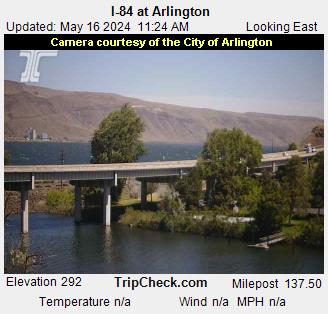 I-84 at Arlington
Updated: May 16 2024 11:24 AM Looking East
Camera courtesy of the City of Arlington
Elevation 292 TripCheck.com Milepost 137.50
Temperature n/a Wind n/a MPH n/a